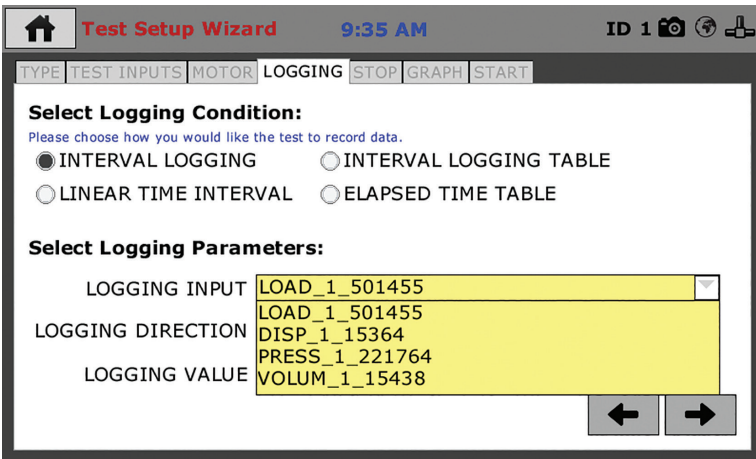 Test Setup Wizard 9:35 AM ID 1
TYPE TEST INPUTS MOTOR LOGGING STOP GRAPH START
Select Logging Condition:
Please choose how you would like the test to record data.
INTERVAL LOGGING INTERVAL LOGGING TABLE
LINEAR TIME INTERVAL ELAPSED TIME TABLE
Select Logging Parameters:
LOGGING INPUT LOAD_1_501455
LOAD_1_501455
LOGGING DIRECTION DISP_1_15364
PRESS_1_221764
LOGGING VALUE VOLUM_1_15438